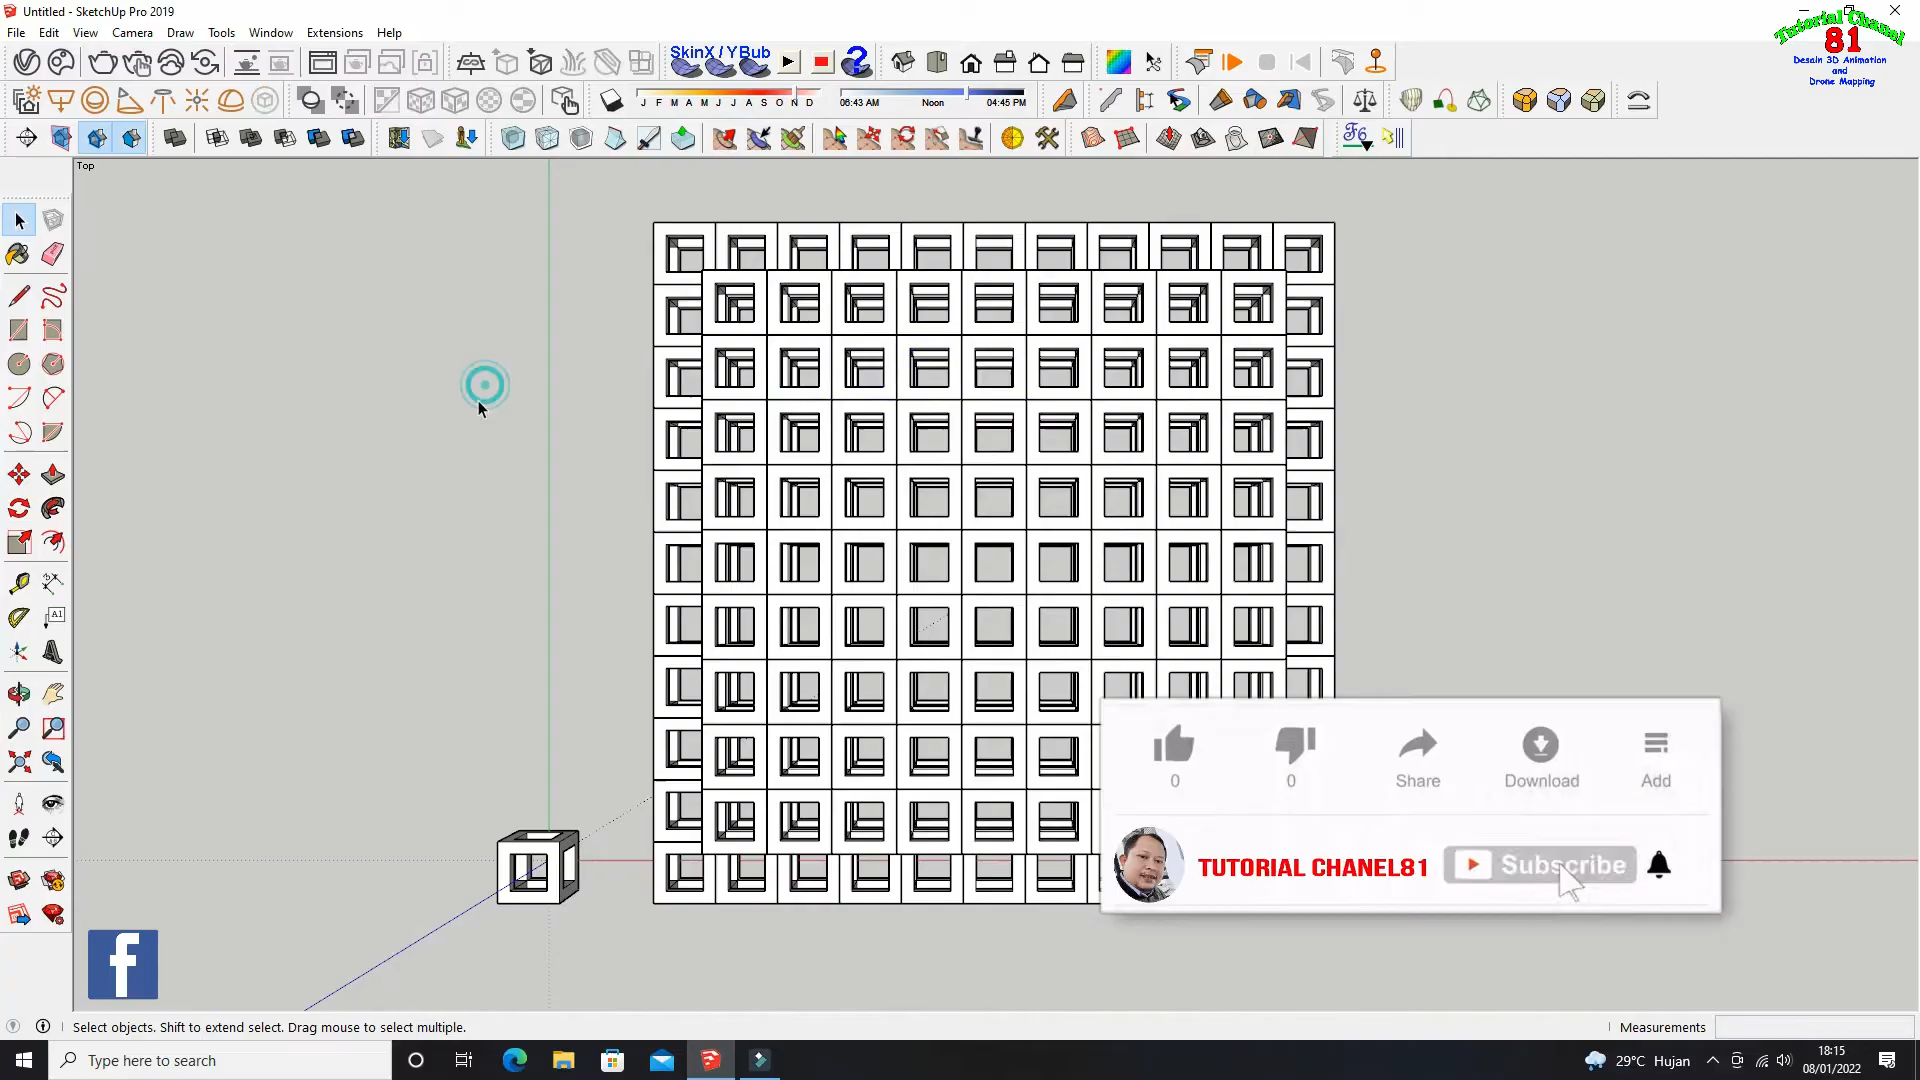 Untitled - SketchUp Pro 2019
File Edit View Camera Draw Tools Window Extensions Help
Tutorial Chanel
81
Desain 3D Animation
and
Drone Mapping
SkinX / YBub
J F M A M J J A S O N D
06:43 AM Noon 04:45 PM
F6
Top
A1
0 0 Share Download Add
TUTORIAL CHANEL81 Subscribe
f
Select objects. Shift to extend select. Drag mouse to select multiple.
Measurements
Type here to search
29°C Hujan
18:15
08/01/2022